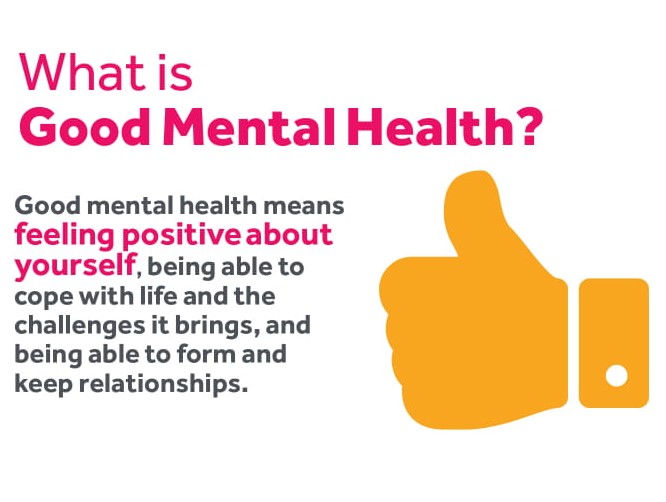 What is
Good Mental Health?
Good mental health means
feeling positive about
yourself, being able to
cope with life and the
challenges it brings, and
being able to form and
keep relationships.